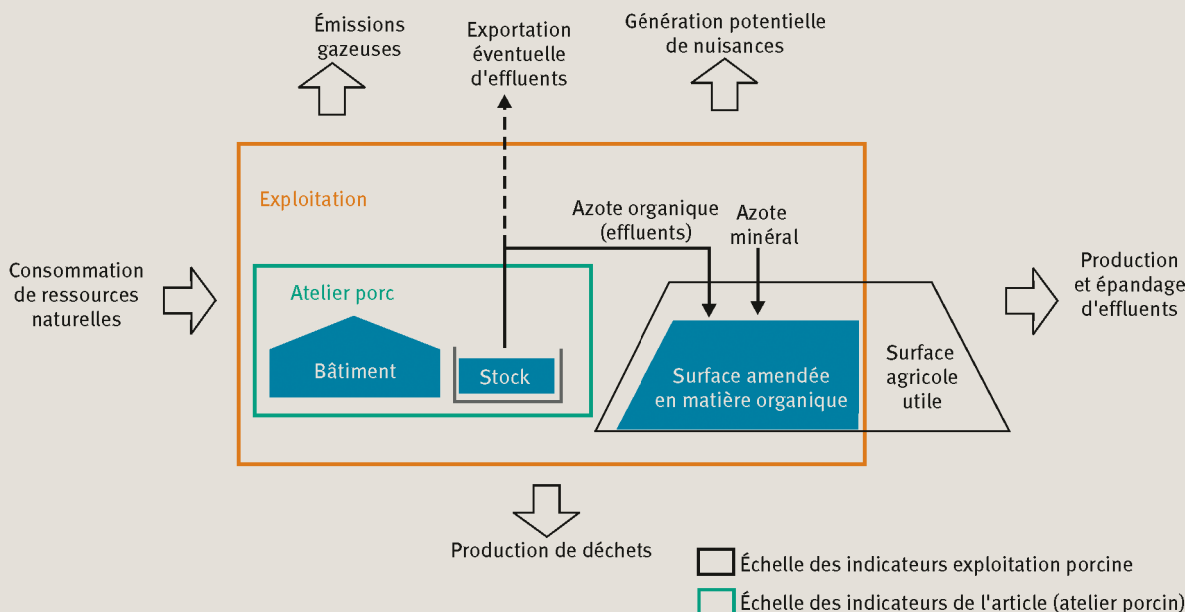 Émissions
gazeuses
Exportation
éventuelle
d'effluents
Génération potentielle
de nuisances
Exploitation
Azote organique
(effluents)
Azote
minéral
Consommation
de ressources
naturelles
Atelier porc
Bâtiment
Stock
Surface amendée
en matière organique
Surface
agricole
utile
Production
et épandage
d'effluents
Production de déchets
Échelle des indicateurs exploitation porcine
Échelle des indicateurs de l'article (atelier porcin)